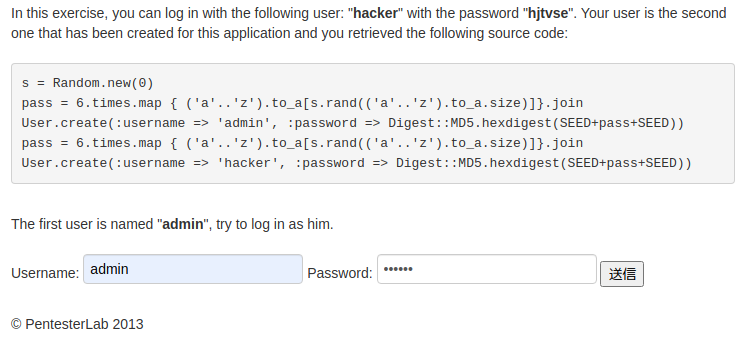 In this exercise, you can log in with the following user: "hacker" with the password "hjtvse". Your user is the second
one that has been created for this application and you retrieved the following source code:
s = Random.new(0)
pass = 6.times.map { ('a'..'z').to_a[s.rand(('a'..'z').to_a.size)]}.join
User.create(:username => 'admin', :password => Digest::MD5.hexdigest(SEED+pass+SEED))
pass = 6.times.map { ('a'..'z').to_a[s.rand(('a'..'z').to_a.size)]}.join
User.create(:username => 'hacker', :password => Digest::MD5.hexdigest(SEED+pass+SEED))
The first user is named "admin", try to log in as him.
Username: admin Password: •••••• 送信
© PentesterLab 2013